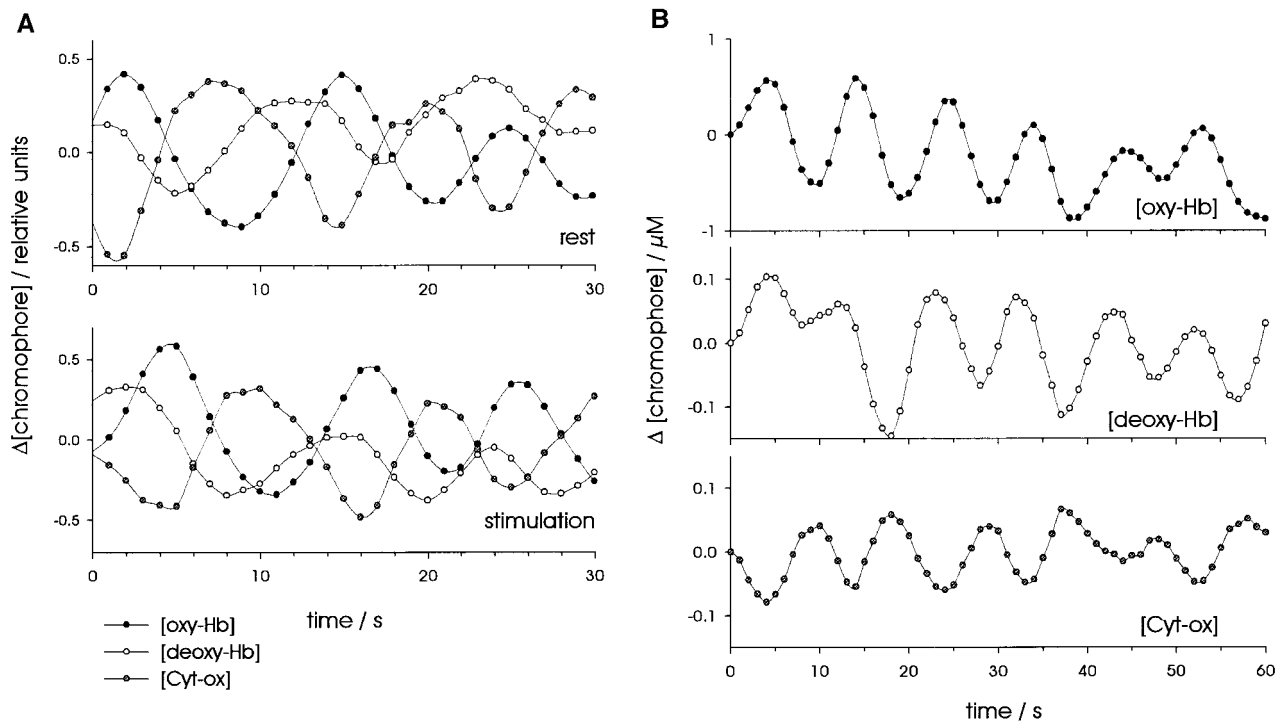 A
Δ[chromophore] / relative units
0.5
0.0
-0.5
rest
0 10 20 30
0.5
0.0
-0.5
stimulation
0 10 20 30
time / s
[oxy-Hb]
[deoxy-Hb]
[Cyt-ox]
B
Δ [chromophore] / μM
1
0
-1
[oxy-Hb]
0.1
0.0
-0.1
[deoxy-Hb]
0.1
0.0
-0.1
[Cyt-ox]
0 10 20 30 40 50 60
time / s